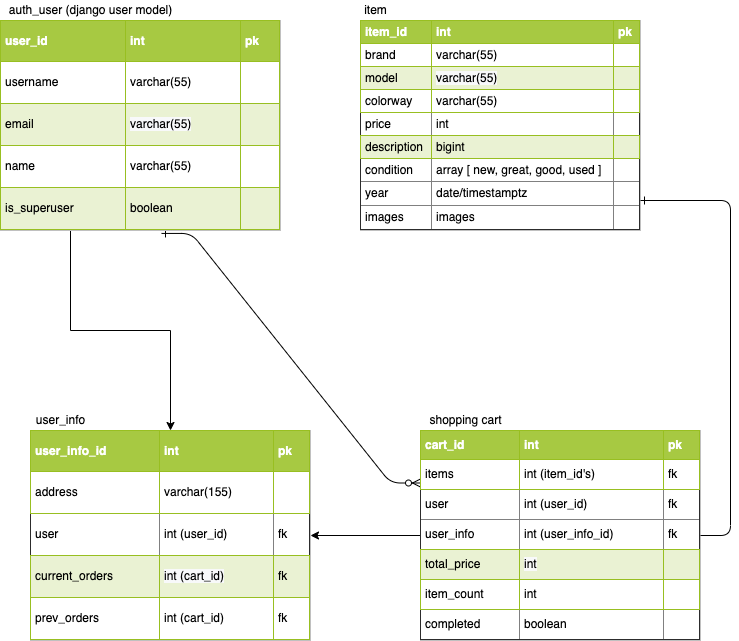 auth_user (django user model)
user_id int pk
username varchar(55)
email varchar(55)
name varchar(55)
is_superuser boolean
item
item_id int pk
brand varchar(55)
model varchar(55)
colorway varchar(55)
price int
description bigint
condition array [ new, great, good, used ]
year date/timestamptz
images images
user_info
user_info_id int pk
address varchar(155)
user int (user_id) fk
current_orders int (cart_id) fk
prev_orders int (cart_id) fk
shopping cart
cart_id int pk
items int (item_id's) fk
user int (user_id) fk
user_info int (user_info_id) fk
total_price int
item_count int
completed boolean